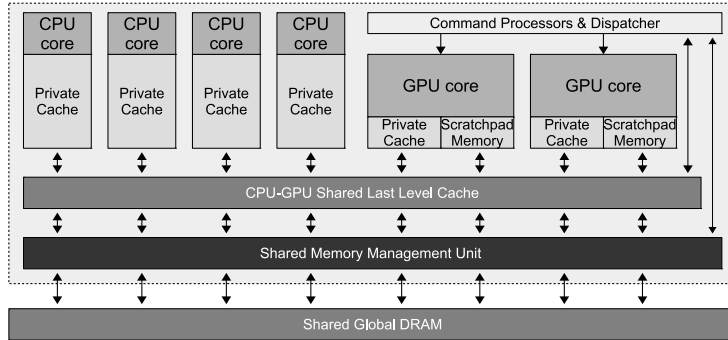 CPU
core
CPU
core
CPU
core
CPU
core
Command Processors & Dispatcher
Private
Cache
Private
Cache
Private
Cache
Private
Cache
GPU core
GPU core
Private
Cache
Scratchpad
Memory
Private
Cache
Scratchpad
Memory
CPU-GPU Shared Last Level Cache
Shared Memory Management Unit
Shared Global DRAM